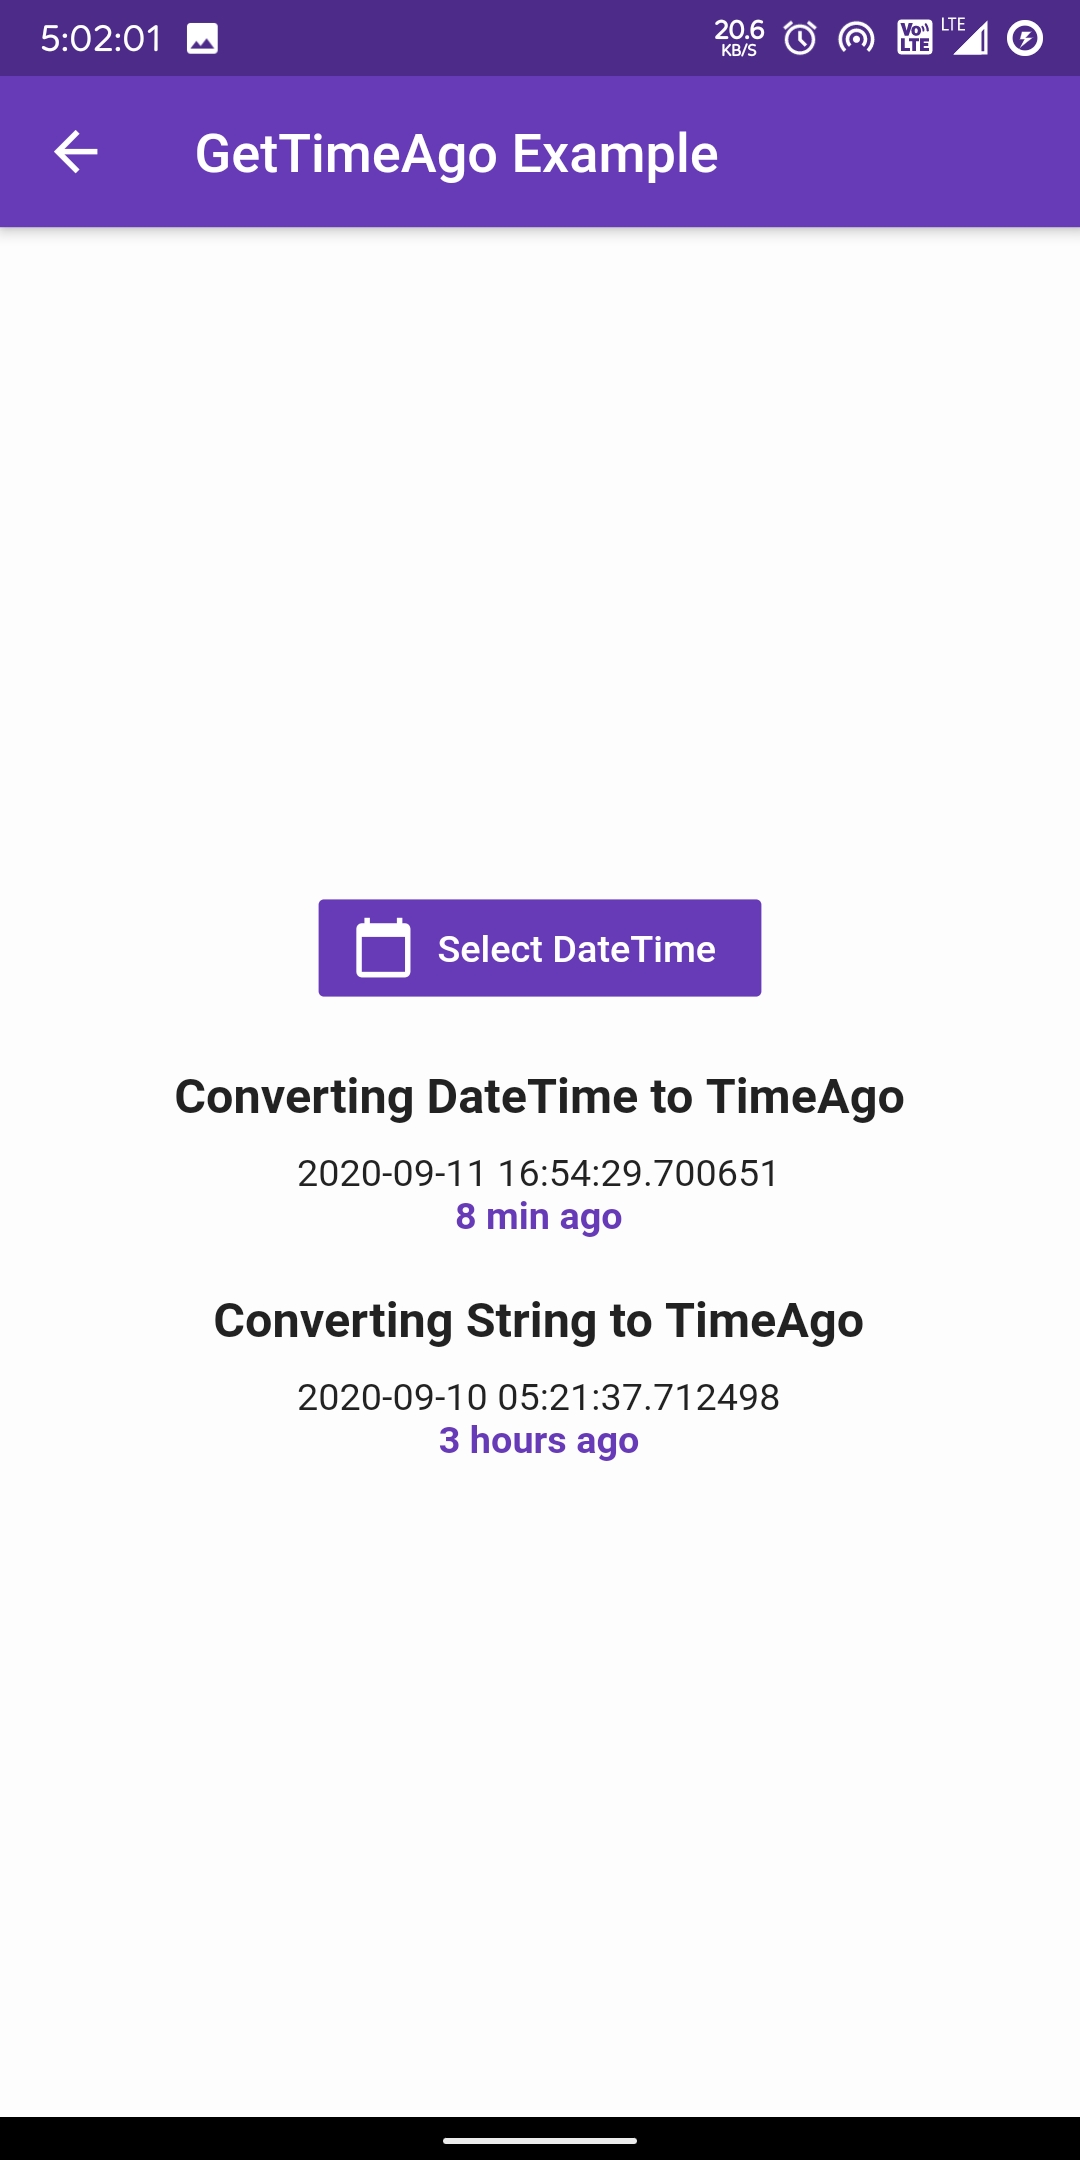 5:02:01
20.6
KB/S
Vo))
LTE
LTE
GetTimeAgo Example
Select DateTime
Converting DateTime to TimeAgo
2020-09-11 16:54:29.700651
8 min ago
Converting String to TimeAgo
2020-09-10 05:21:37.712498
3 hours ago